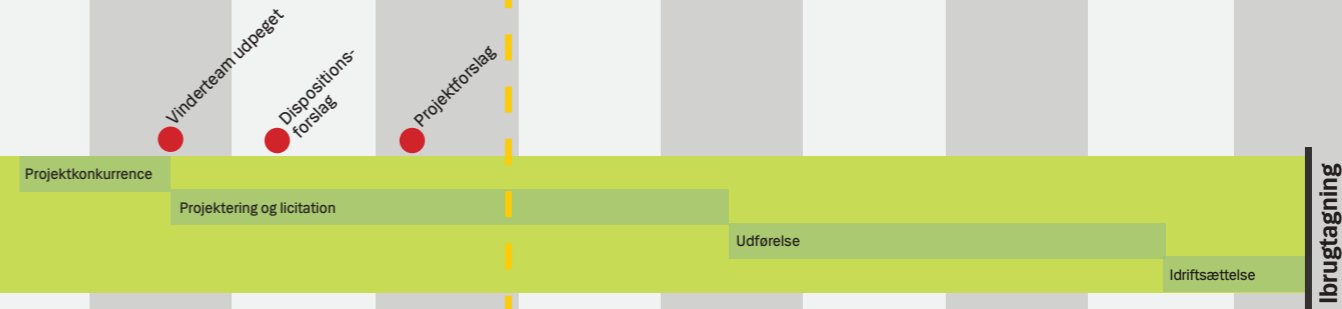 Vinderteam udpeget
Dispositions-
forslag
Projektforslag
Projektkonkurrence
Projektering og licitation
Udførelse
Idriftsættelse
Ibrugtagning